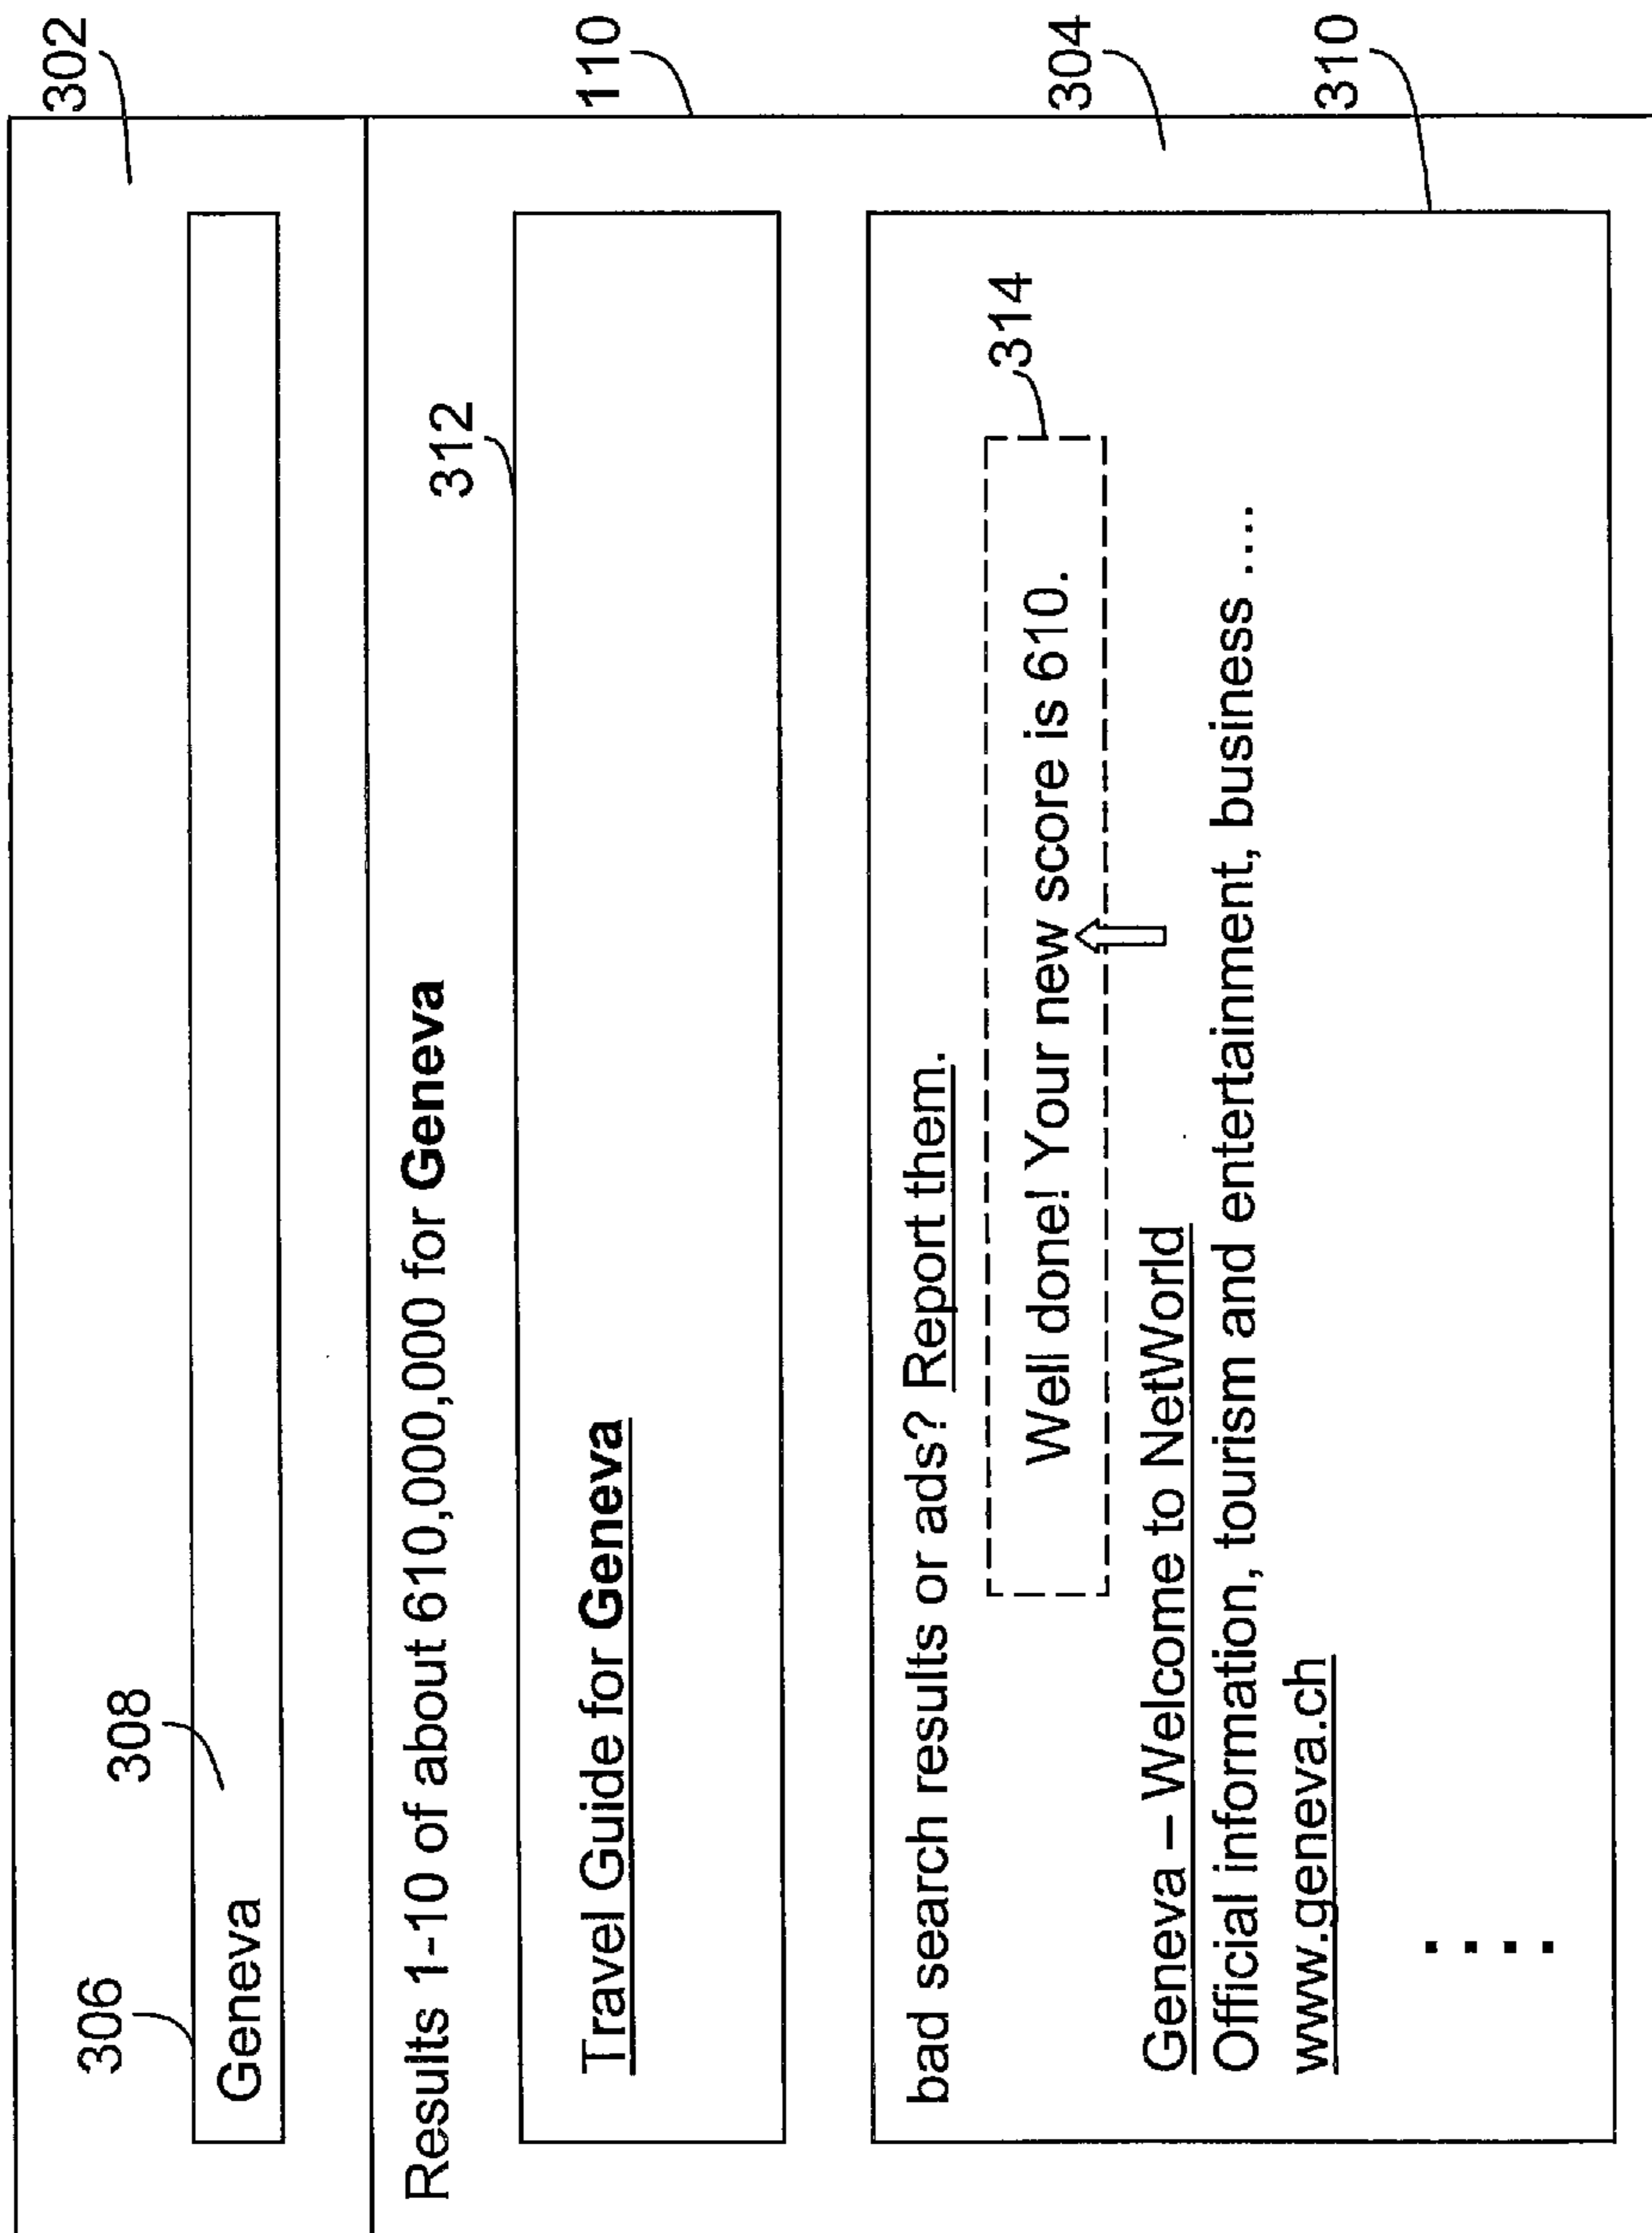 302
306
308
Geneva
Results 1-10 of about 610,000,000 for Geneva
312
110
Travel Guide for Geneva
304
bad search results or ads? Report them.
314
Well done! Your new score is 610.
Geneva – Welcome to NetWorld
Official information, tourism and entertainment, business ....
www.geneva.ch
310
....